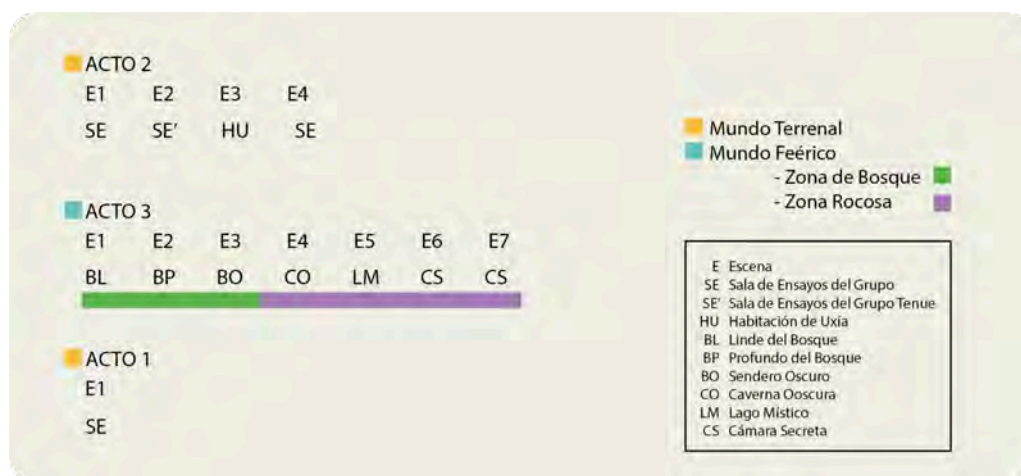 ACTO 2
E1 E2 E3 E4
SE SE' HU SE
ACTO 3
E1 E2 E3 E4 E5 E6 E7
BL BP BO CO LM CS CS
ACTO 1
E1
SE
Mundo Terrenal
Mundo Feérico
- Zona de Bosque
- Zona Rocosa
E Escena
SE Sala de Ensayos del Grupo
SE' Sala de Ensayos del Grupo Tenue
HU Habitación de Uxía
BL Linde del Bosque
BP Profundo del Bosque
BO Sendero Oscuro
CO Caverna Ooscura
LM Lago Místico
CS Cámara Secreta